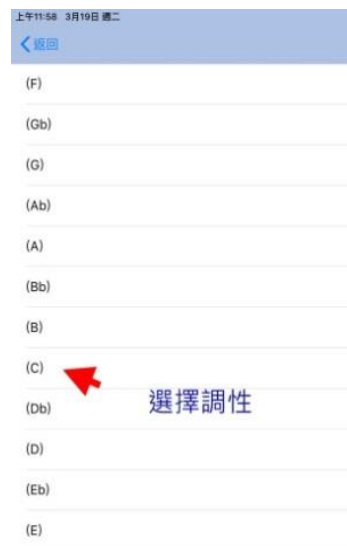 上午11:58 3月19日 週二
返回
(F)
(Gb)
(G)
(Ab)
(A)
(Bb)
(B)
(C)
選擇調性
(Db)
(D)
(Eb)
(E)